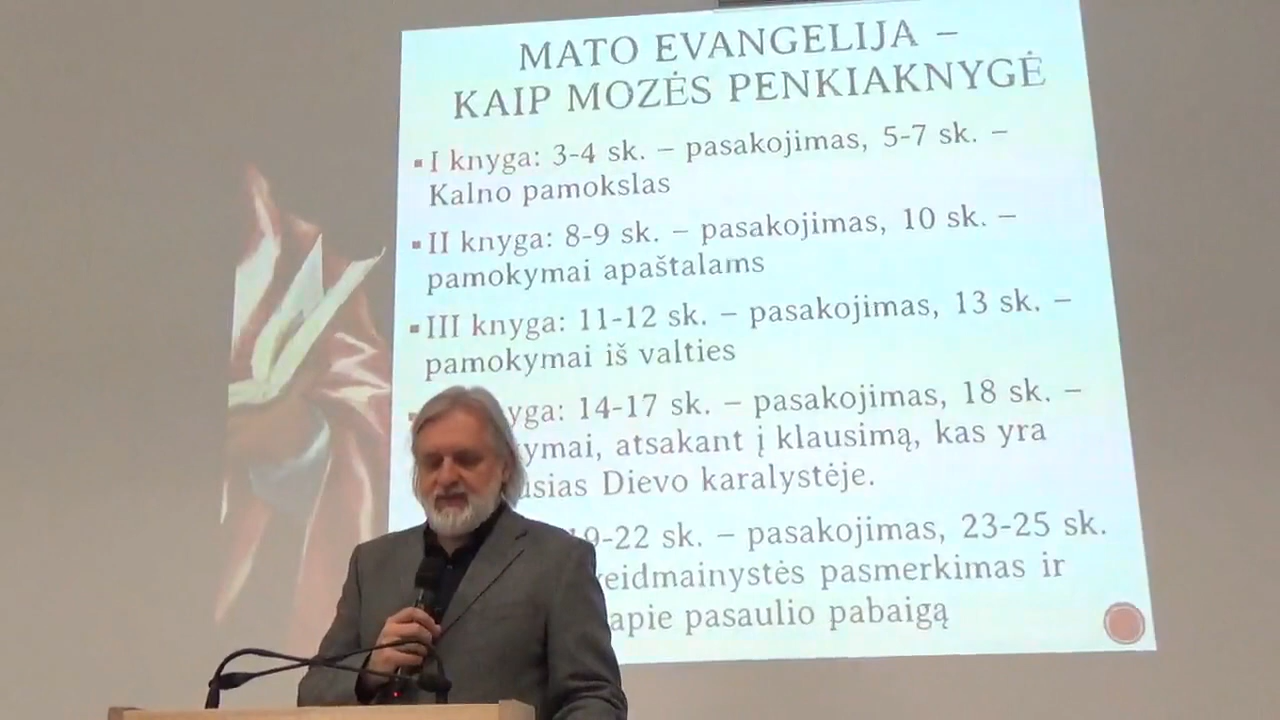 MATO EVANGELIJA –
KAIP MOZĖS PENKIAKNYGĖ
▪ I knyga: 3-4 sk. – pasakojimas, 5-7 sk. –
Kalno pamokslas
▪ II knyga: 8-9 sk. – pasakojimas, 10 sk. –
pamokymai apaštalams
▪ III knyga: 11-12 sk. – pasakojimas, 13 sk. –
pamokymai iš valties
14-17 sk. – pasakojimas, 18 sk. –
atsakant į klausimą, kas yra
Dievo karalystėje.
sk. – pasakojimas, 23-25 sk.
pasmerkimas ir
apie pasaulio pabaigą